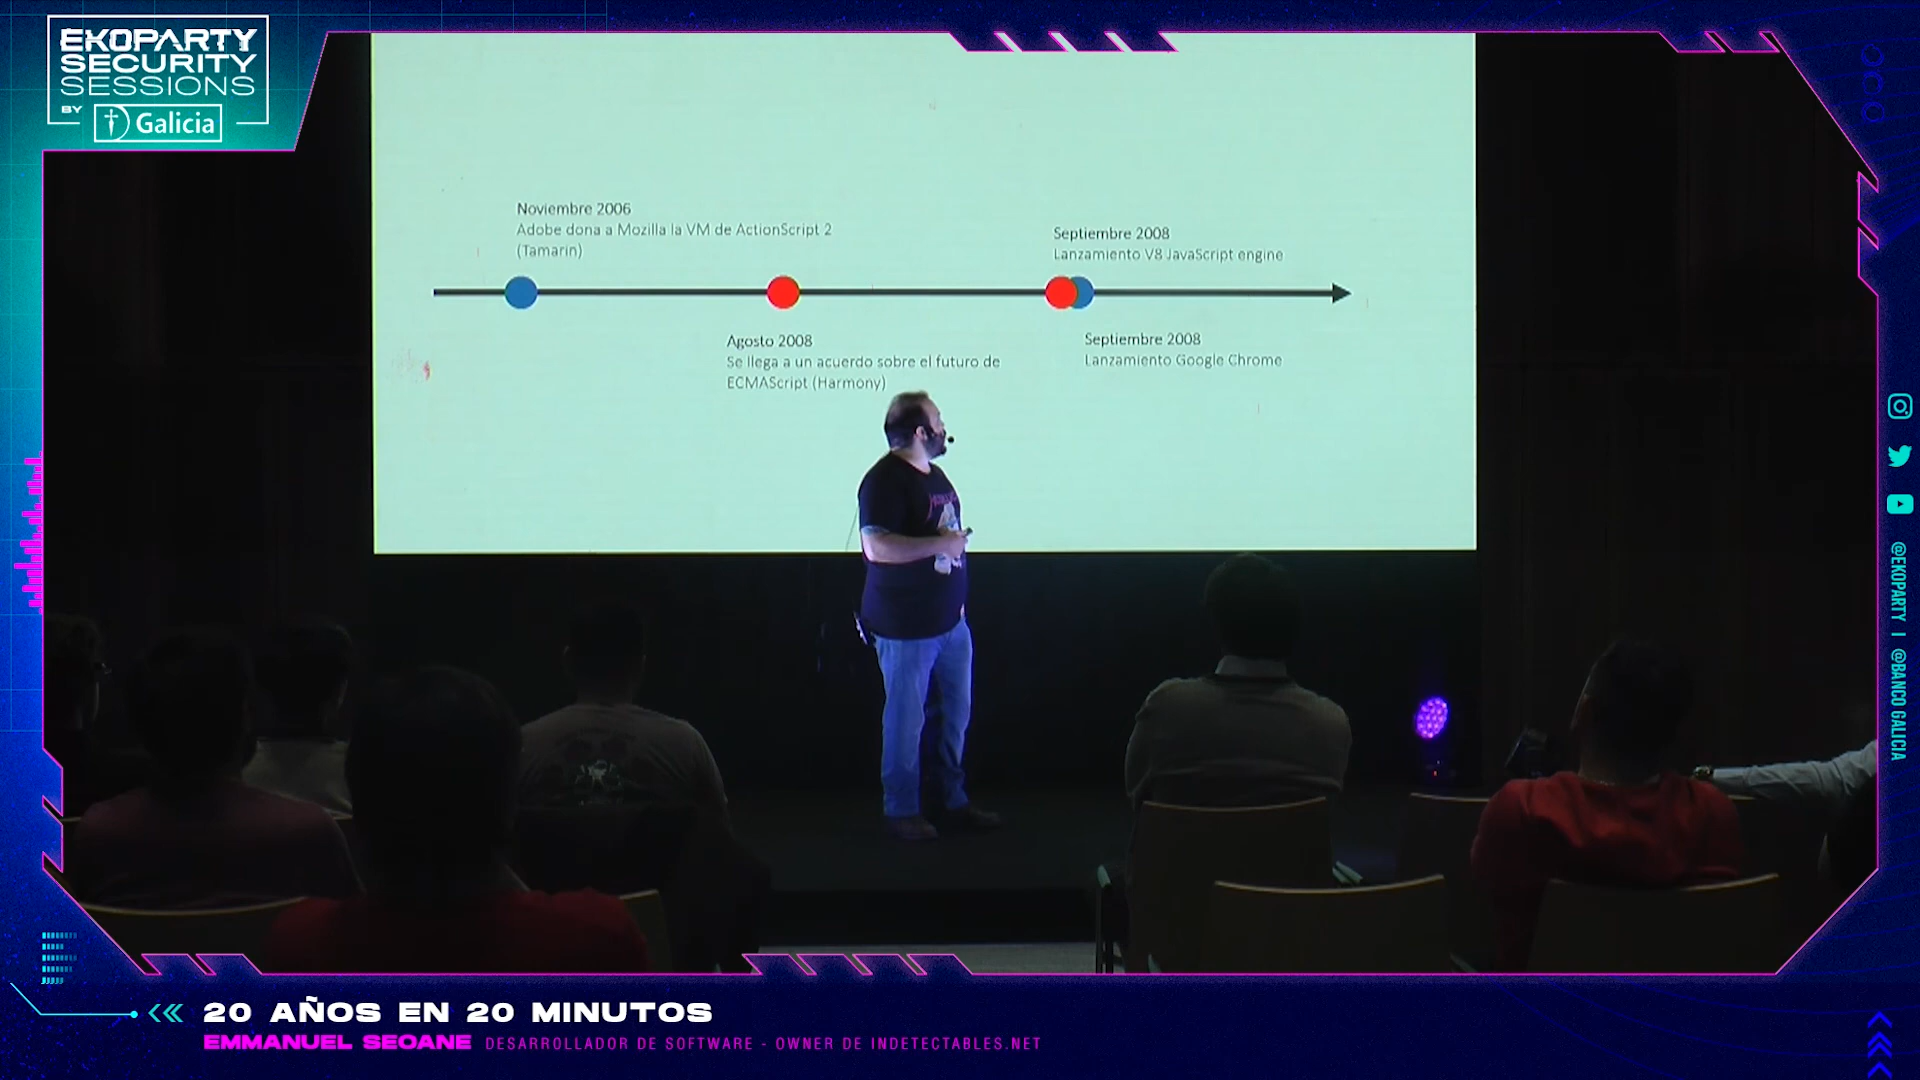 EKOPARTY
SECURITY
SESSIONS
BY Galicia
Noviembre 2006
Adobe dona a Mozilla la VM de ActionScript 2
(Tamarin)
Septiembre 2008
Lanzamiento V8 JavaScript engine
Agosto 2008
Se llega a un acuerdo sobre el futuro de
ECMAScript (Harmony)
Septiembre 2008
Lanzamiento Google Chrome
@EKOPARTY I @BANCO GALICIA
20 AÑOS EN 20 MINUTOS
EMMANUEL SEOANE DESARROLLADOR DE SOFTWARE - OWNER DE INDETECTABLES.NET